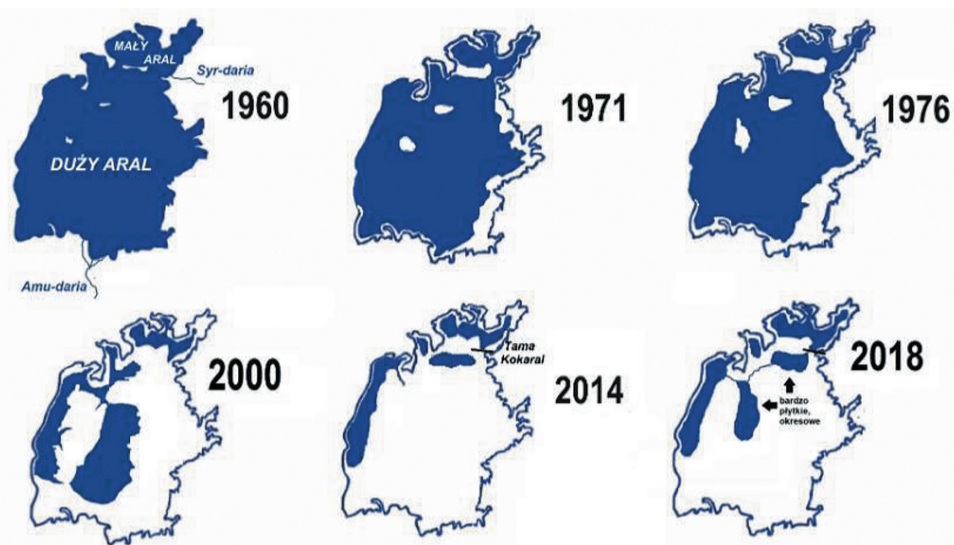 MAŁY
ARAL
Syr-daria
1960
DUŻY ARAL
Amu-daria
1971
1976
2000
Tama
Kokaral
2014
2018
bardzo
płytkie,
okresowe